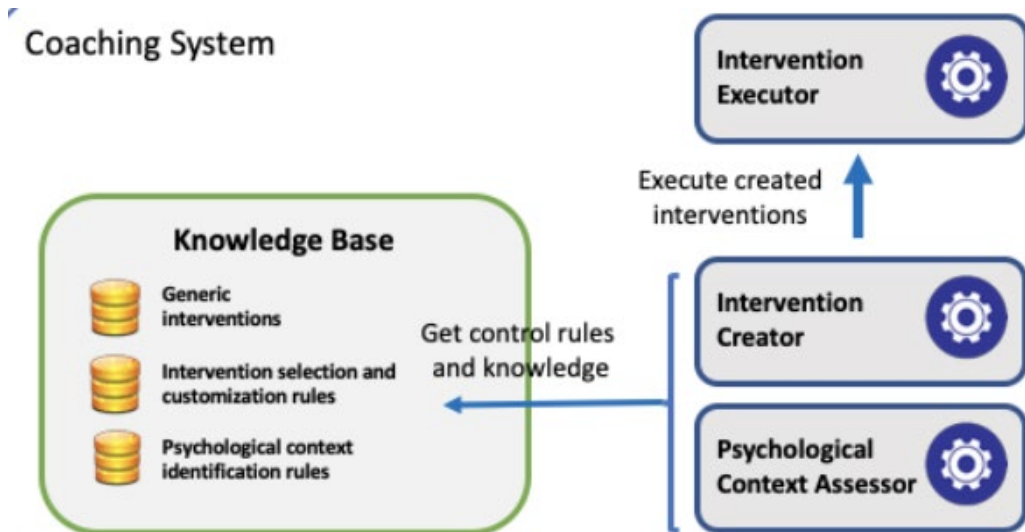 Coaching System
Intervention
Executor
Execute created
interventions
Knowledge Base
Generic
interventions
Intervention selection and
customization rules
Psychological context
identification rules
Get control rules
and knowledge
Intervention
Creator
Psychological
Context Assessor